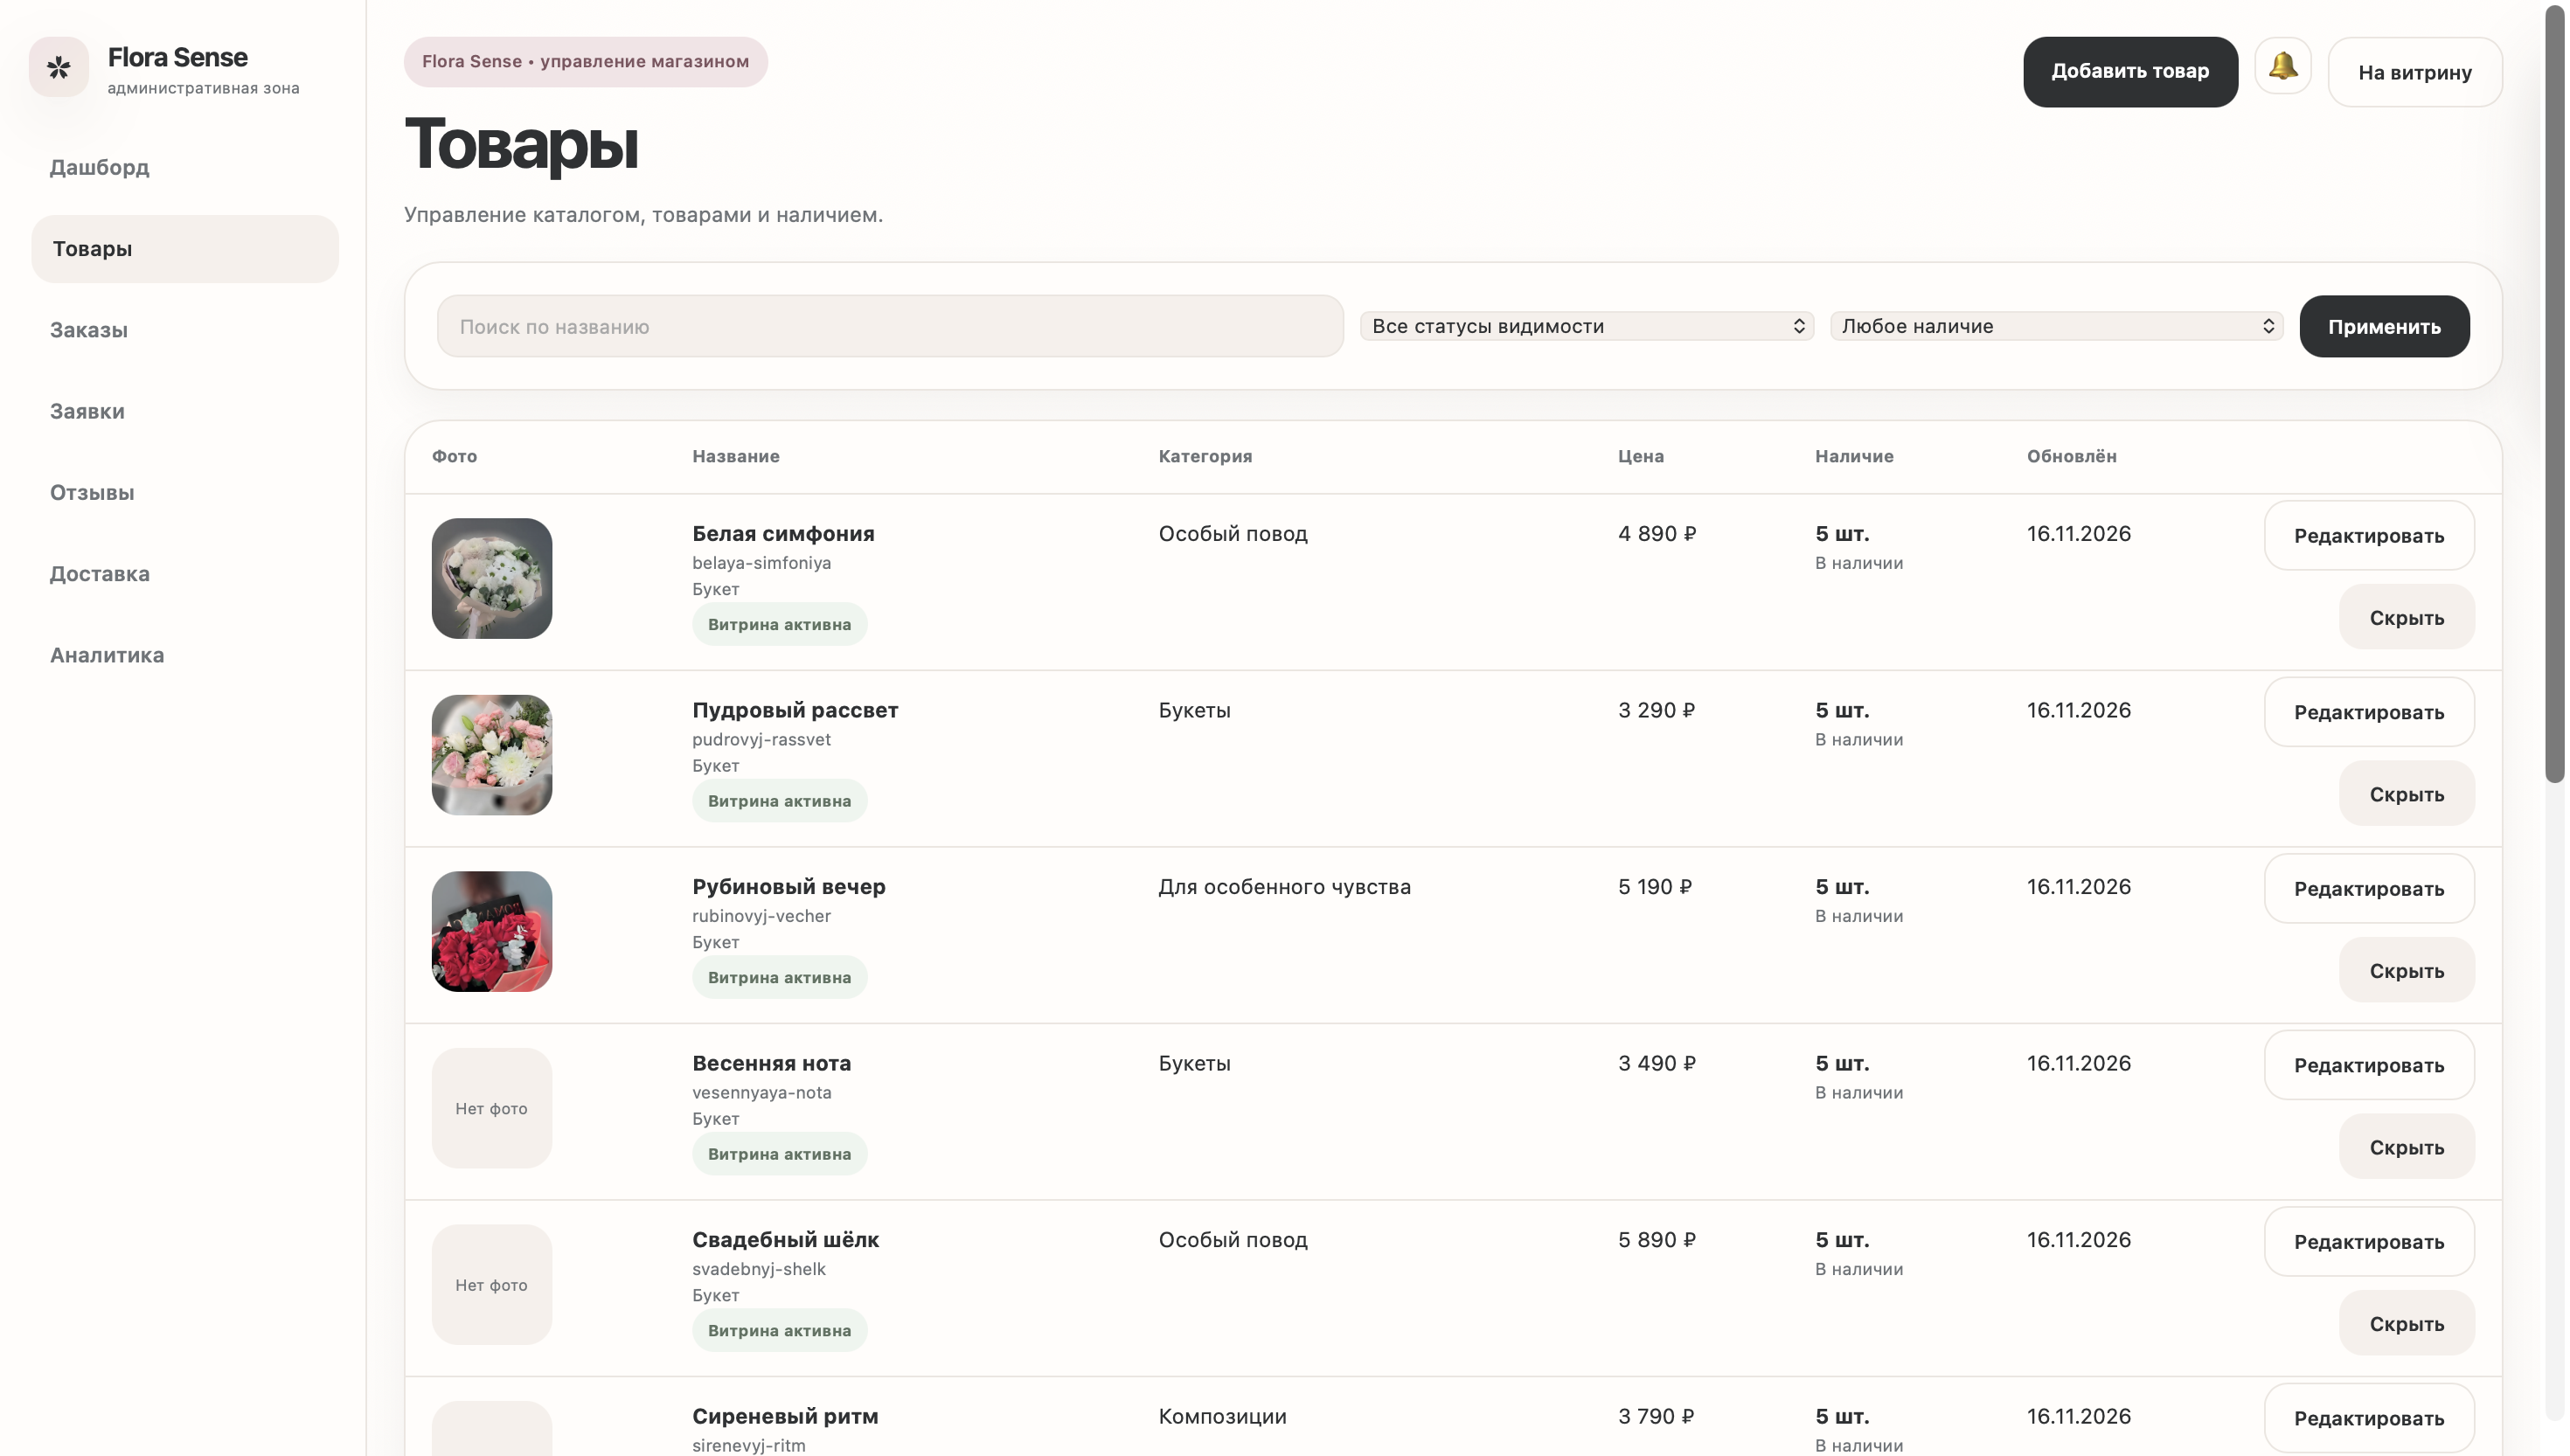 Flora Sense
административная зона
Дашборд
Товары
Заказы
Заявки
Отзывы
Доставка
Аналитика
Flora Sense • управление магазином
Добавить товар
На витрину
Товары
Управление каталогом, товарами и наличием.
Поиск по названию
Все статусы видимости
Любое наличие
Применить
Фото Название Категория Цена Наличие Обновлён
Белая симфония Особый повод 4 890 ₽ 5 шт. 16.11.2026 Редактировать
belaya-simfoniya В наличии
Букет
Витрина активна Скрыть
Пудровый рассвет Букеты 3 290 ₽ 5 шт. 16.11.2026 Редактировать
pudrovyj-rassvet В наличии
Букет
Витрина активна Скрыть
Рубиновый вечер Для особенного чувства 5 190 ₽ 5 шт. 16.11.2026 Редактировать
rubinovyj-vecher В наличии
Букет
Витрина активна Скрыть
Весенняя нота Букеты 3 490 ₽ 5 шт. 16.11.2026 Редактировать
vesennyaya-nota В наличии
Нет фото Букет
Витрина активна Скрыть
Свадебный шёлк Особый повод 5 890 ₽ 5 шт. 16.11.2026 Редактировать
svadebnyj-shelk В наличии
Нет фото Букет
Витрина активна Скрыть
Сиреневый ритм Композиции 3 790 ₽ 5 шт. 16.11.2026 Редактировать
sirenevyj-ritm В наличии